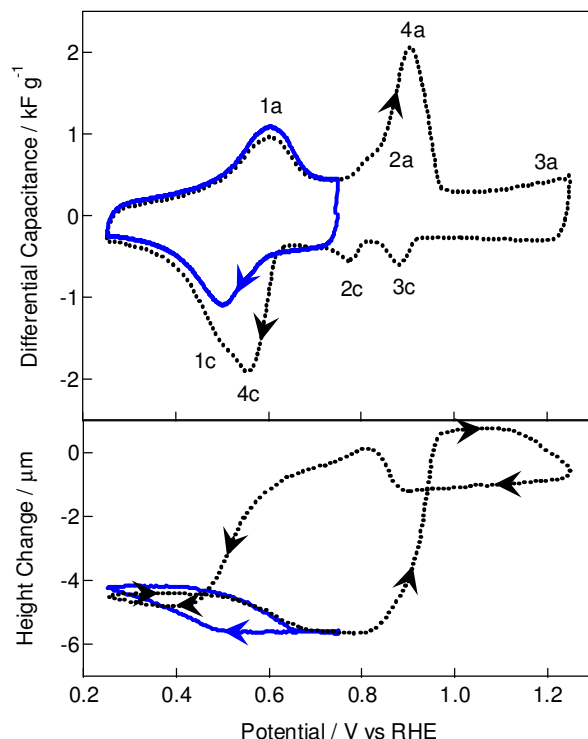 4a
2
1a
1
2a
3a
0
2c
3c
-1
1c
4c
-2
Differential Capacitance / kF g-1
0
-2
-4
-6
Height Change / μm
0.2 0.4 0.6 0.8 1.0 1.2
Potential / V vs RHE